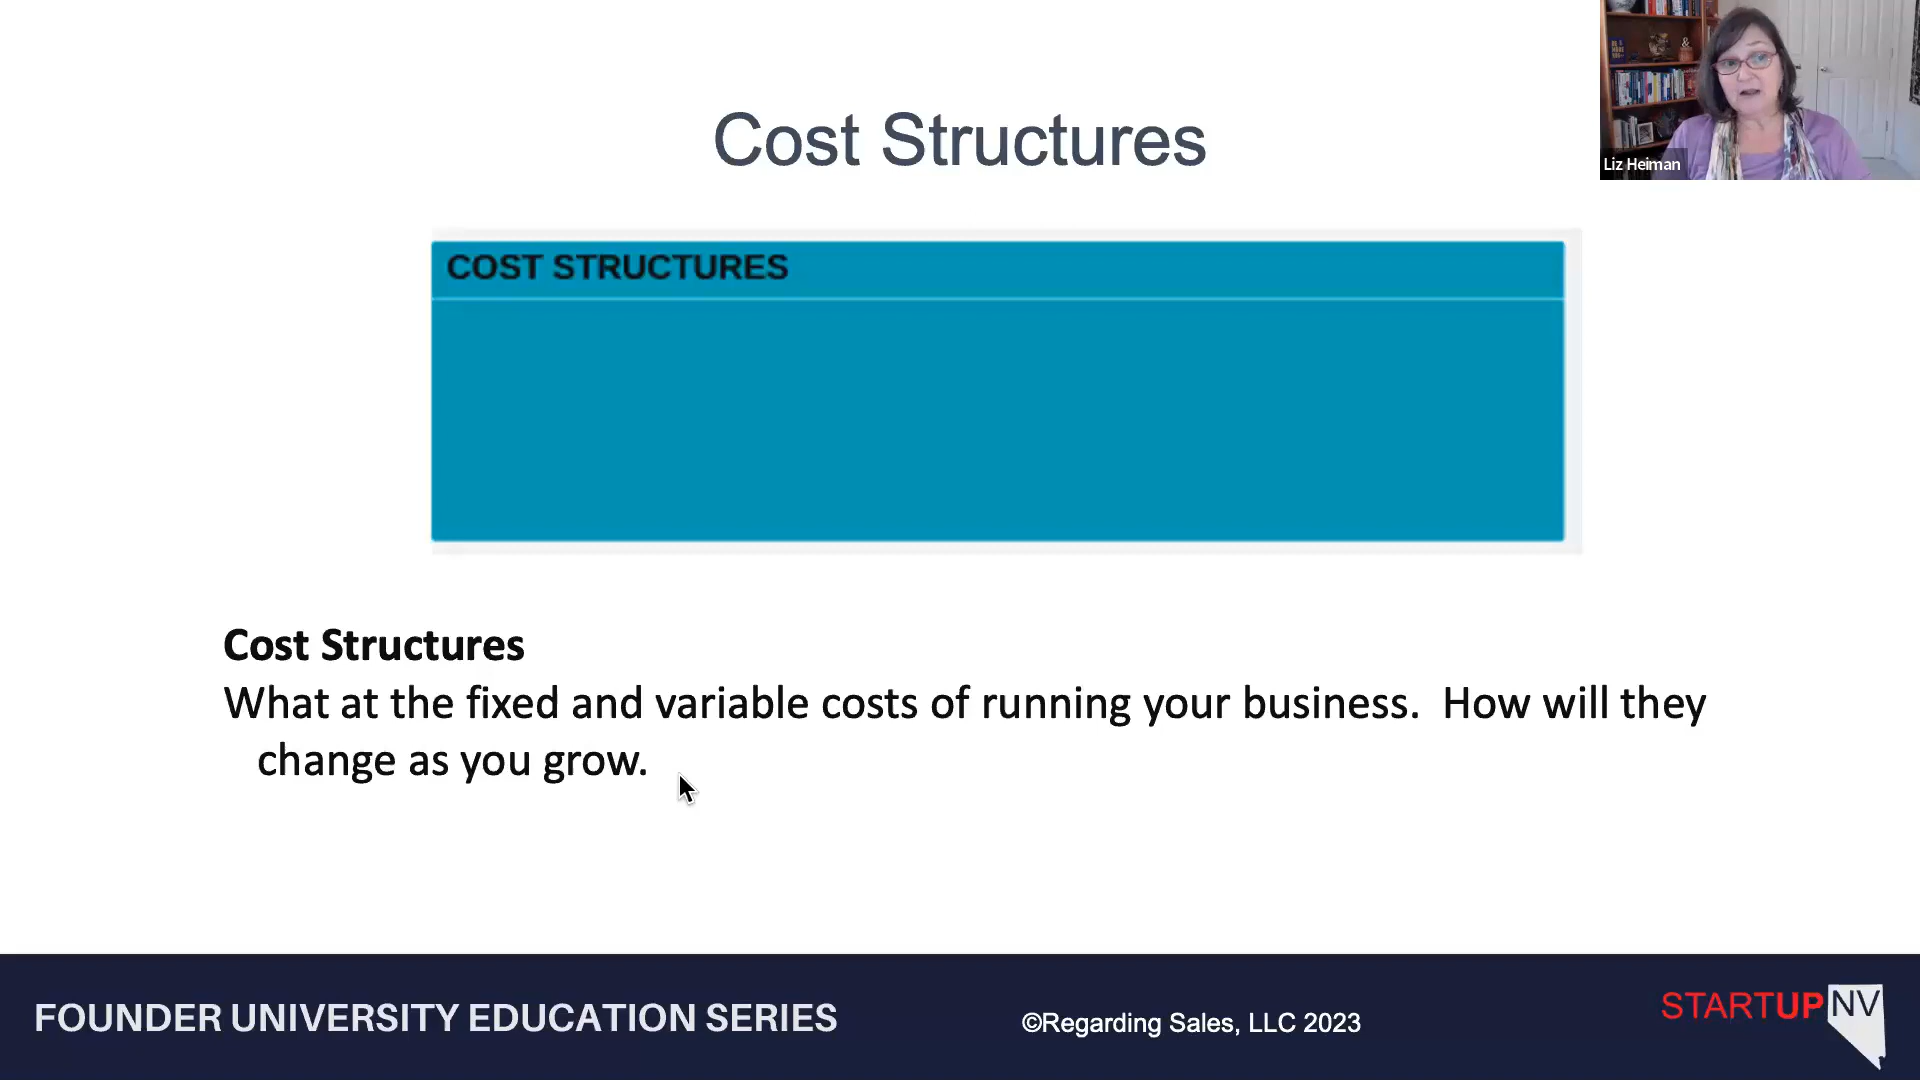 Cost Structures
Liz Heiman
COST STRUCTURES
Cost Structures
What at the fixed and variable costs of running your business.  How will they
change as you grow.
FOUNDER UNIVERSITY EDUCATION SERIES
©Regarding Sales, LLC 2023
STARTUPNV